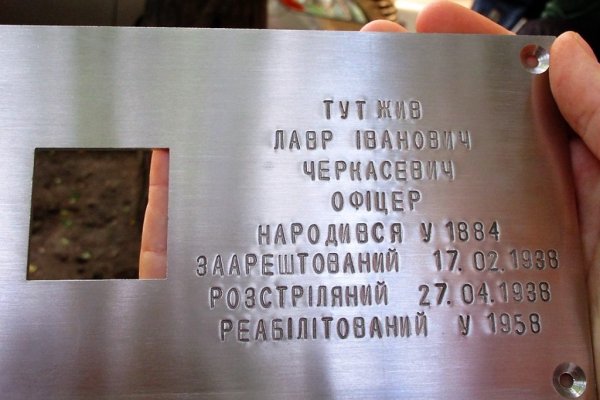 ТУТ ЖИВ
ЛАВР ІВАНОВИЧ
ЧЕРКАСЕВИЧ
ОФІЦЕР
НАРОДИВСЯ У 1884
ЗААРЕШТОВАНИЙ 17.02.1938
РОЗСТРІЛЯНИЙ 27.04.1938
РЕАБІЛІТОВАНИЙ У 1958